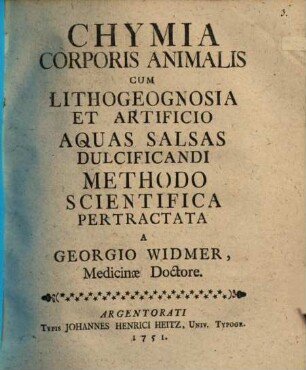 3.
CHYMIA
CORPORIS ANIMALIS
CUM
LITHOGEOGNOSIA
ET ARTIFICIO
AQUAS SALSAS
DULCIFICANDI
METHODO
SCIENTIFICA
PERTRACTATA
A
GEORGIO WIDMER,
Medicinæ Doctore.
ARGENTORATI
Typis JOHANNES HENRICI HEITZ, Univ. Typogr.
1751.